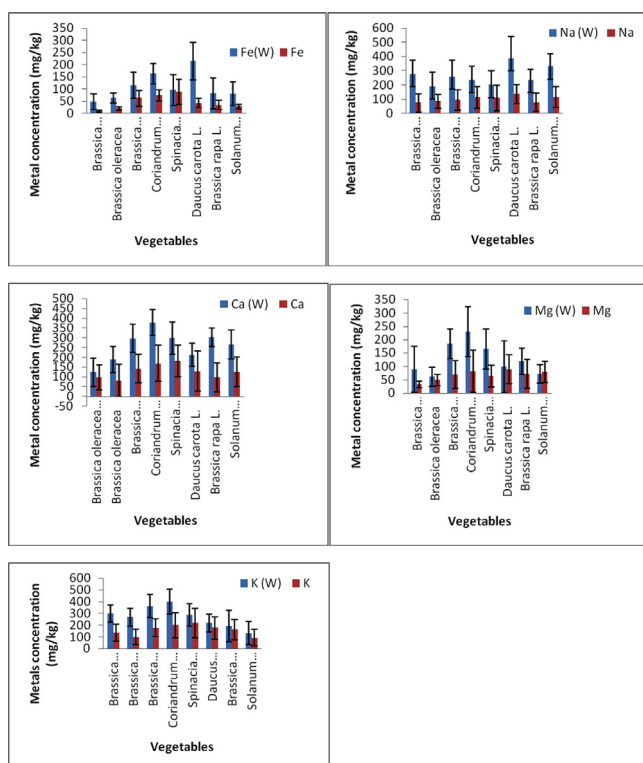 Metal concentration (mg/kg)
350
300
250
200
150
100
50
0
Fe(W) Fe
Brassica...
Brassica oleracea
Brassica...
Coriandrum...
Spinacia...
Daucus carota L.
Brassica rapa L.
Solanum...
Vegetables
Metal concentration (mg/kg)
600
500
400
300
200
100
0
Na (W) Na
Brassica...
Brassica oleracea
Brassica...
Coriandrum...
Spinacia...
Daucus carota L.
Brassica rapa L.
Solanum...
Vegetables
Metal concentration (mg/kg)
500
450
400
350
300
250
200
150
100
50
0
-50
Ca (W) Ca
Brassica oleracea...
Brassica oleracea
Brassica...
Coriandrum...
Spinacia...
Daucus carota L.
Brassica rapa L.
Solanum...
Vegetables
Metal concentration (mg/kg)
350
300
250
200
150
100
50
0
Mg (W) Mg
Brassica...
Brassica oleracea
Brassica...
Coriandrum...
Spinacia...
Daucus carota L.
Brassica rapa L.
Solanum...
Vegetables
Metals concentration
(mg/kg)
600
500
400
300
200
100
0
K (W) K
Brassica...
Brassica...
Brassica...
Coriandrum...
Spinacia...
Daucus...
Brassica...
Solanum...
Vegetables